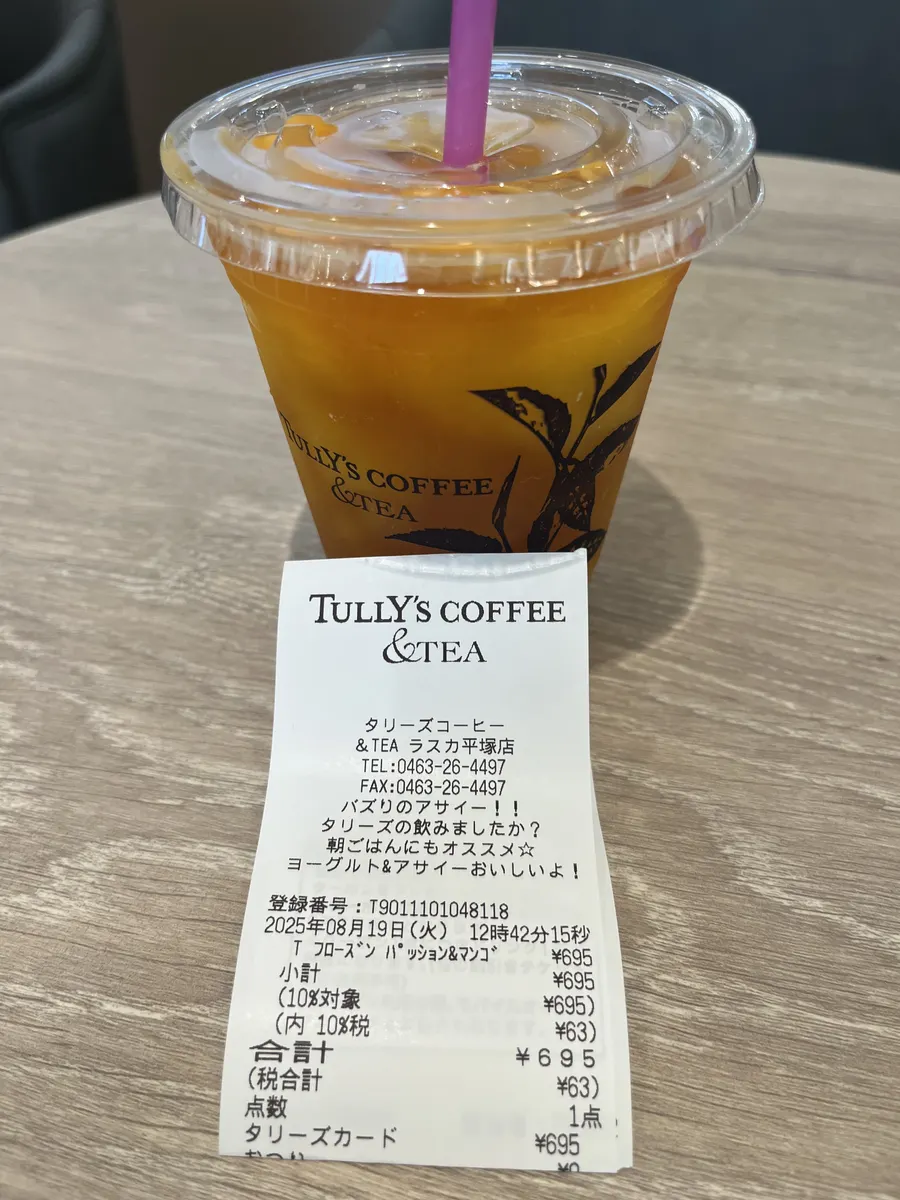 TULLY'S COFFEE
&TEA
TULLY'S COFFEE
&TEA
タリーズコーヒー
&TEA ラスカ平塚店
TEL:0463-26-4497
FAX:0463-26-4497
バズりのアサイー!!
タリーズの飲みましたか?
朝ごはんにもオススメ☆
ヨーグルト&アサイーおいしいよ!
登録番号:T9011101048118
2025年08月19日(火) 12時42分15秒
T フローズン パッション&マンゴ ¥695
小計 ¥695
(10%対象 ¥695)
(内 10%税 ¥63)
合計 ¥695
(税合計 ¥63)
点数 1点
タリーズカード ¥695
おつり ¥0